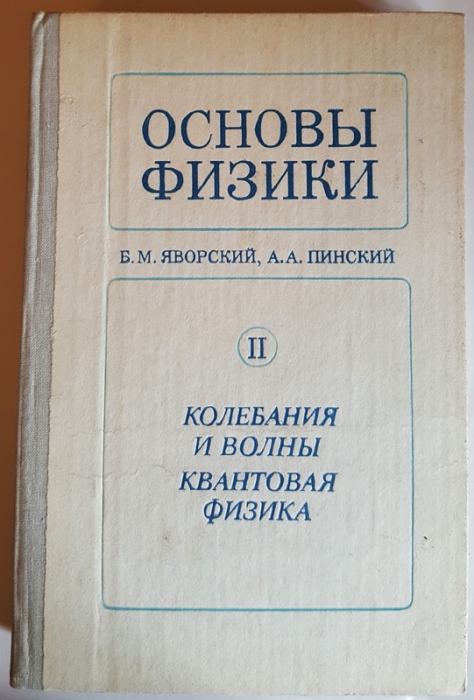 ОСНОВЫ
ФИЗИКИ
Б. М. ЯВОРСКИЙ, А. А. ПИНСКИЙ
II
КОЛЕБАНИЯ
И ВОЛНЫ
КВАНТОВАЯ
ФИЗИКА